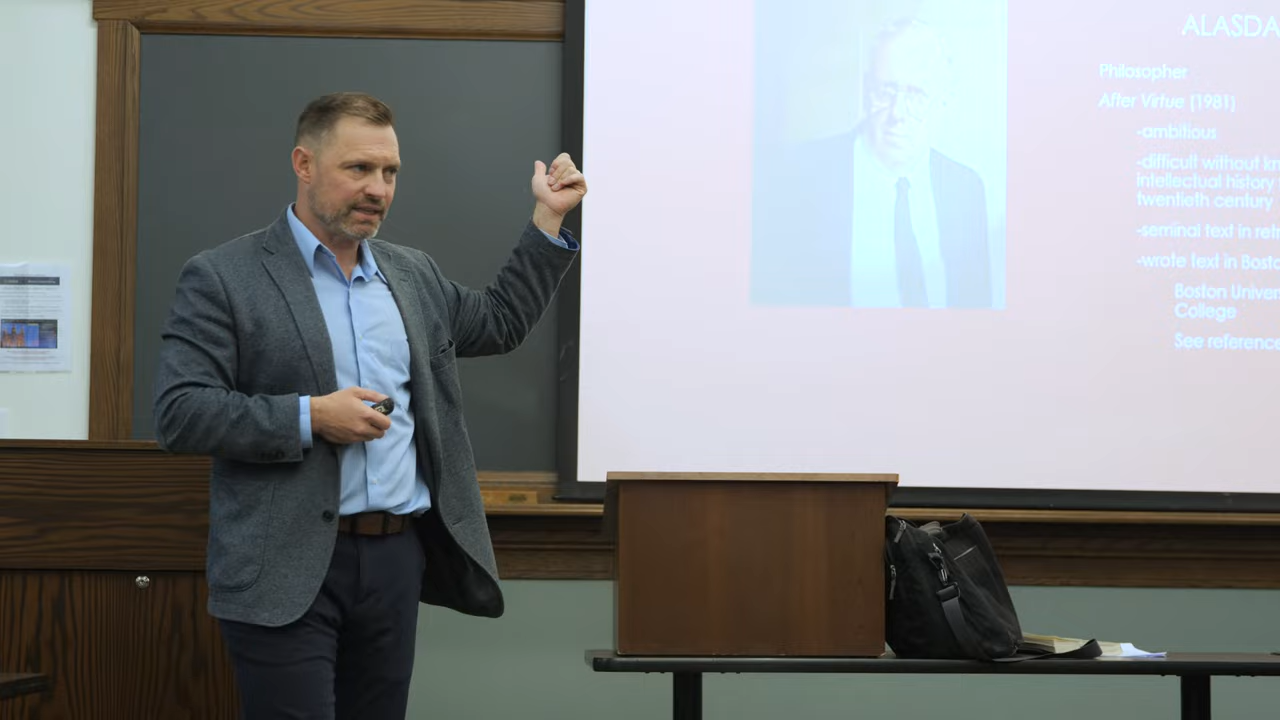 ALASDA
Philosopher
After Virtue (1981)
-ambitious
-difficult without kn
intellectual history
twentieth century
-seminal text in retr
-wrote text in Bosto
Boston Univer
College
See reference